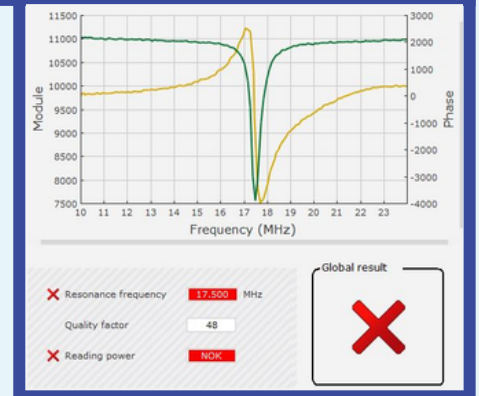 11500
11000
10500
10000
9500
9000
8500
8000
7500
Module
3000
2000
1000
0
-1000
-2000
-3000
-4000
Phase
10 11 12 13 14 15 16 17 18 19 20 21 22 23
Frequency (MHz)
Resonance frequency 17.500 MHz
Quality factor 48
Reading power NOK
Global result